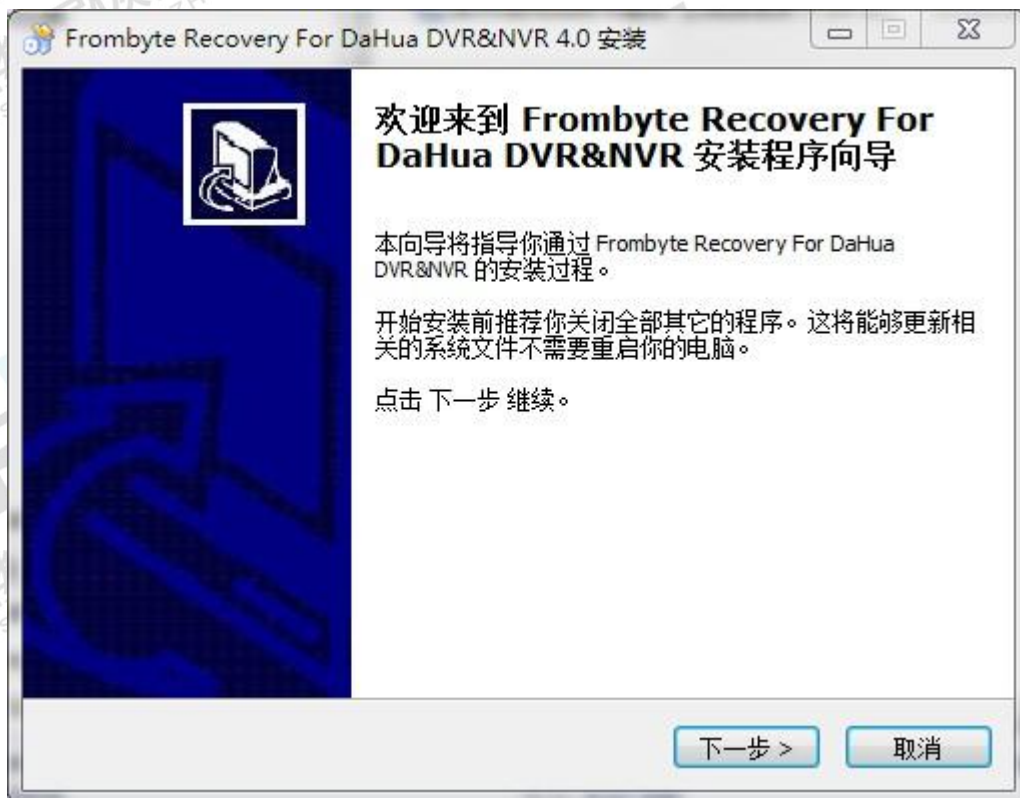 Frombyte Recovery For DaHua DVR&NVR 4.0 安装
欢迎来到 Frombyte Recovery For
DaHua DVR&NVR 安装程序向导
本向导将指导你通过 Frombyte Recovery For DaHua
DVR&NVR 的安装过程。
开始安装前推荐你关闭全部其它的程序。这将能够更新相
关的系统文件不需要重启你的电脑。
点击 下一步 继续。
下一步 >
取消